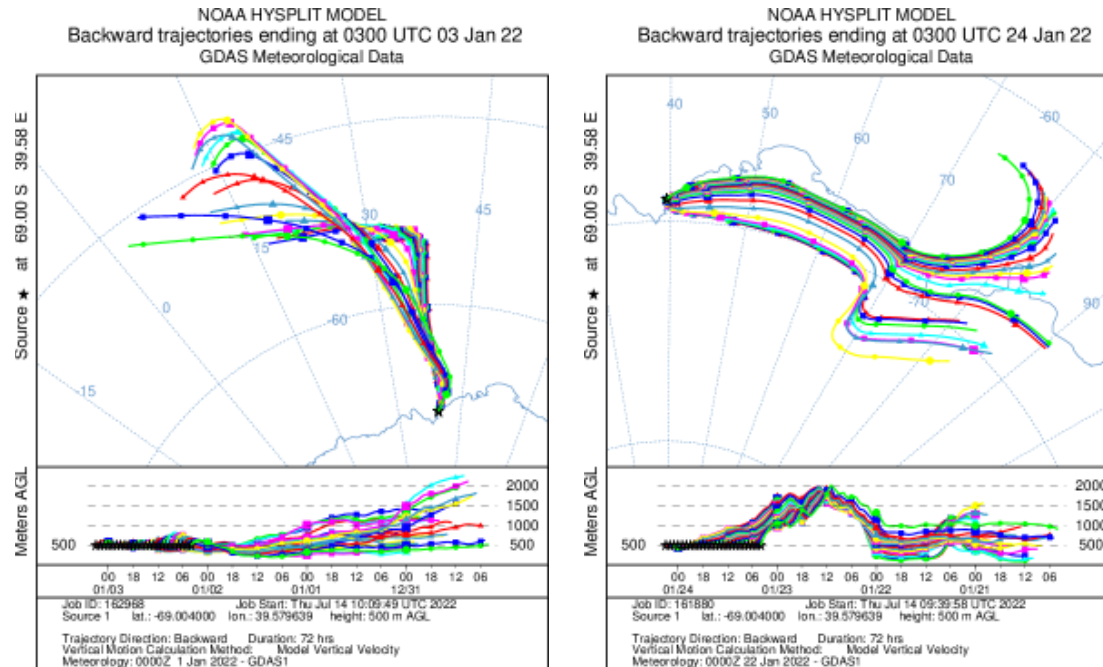 NOAA HYSPLIT MODEL
Backward trajectories ending at 0300 UTC 03 Jan 22
GDAS Meteorological Data
Source ★ at 69.00 S 39.58 E
-45
30
45
15
0
-60
-15
Meters AGL
500
2000
1500
1000
500
00 18 12 06 00 18 12 06 00 18 12 06 00 18 12 06
01/03 01/02 01/01 12/31
Job ID: 162968 Job Start: Thu Jul 14 10:09:49 UTC 2022
Source 1 lat.: -69.004000 lon.: 39.579639 height: 500 m AGL
Trajectory Direction: Backward Duration: 72 hrs
Vertical Motion Calculation Method: Model Vertical Velocity
Meteorology: 0000Z 1 Jan 2022 - GDAS1
NOAA HYSPLIT MODEL
Backward trajectories ending at 0300 UTC 24 Jan 22
GDAS Meteorological Data
Source ★ at 69.00 S 39.58 E
40
50
-60
60
70
-70
90
Meters AGL
500
2000
1500
1000
500
00 18 12 06 00 18 12 06 00 18 12 06 00 18 12 06
01/24 01/23 01/22 01/21
Job ID: 161880 Job Start: Thu Jul 14 09:39:58 UTC 2022
Source 1 lat.: -69.004000 lon.: 39.579639 height: 500 m AGL
Trajectory Direction: Backward Duration: 72 hrs
Vertical Motion Calculation Method: Model Vertical Velocity
Meteorology: 0000Z 22 Jan 2022 - GDAS1